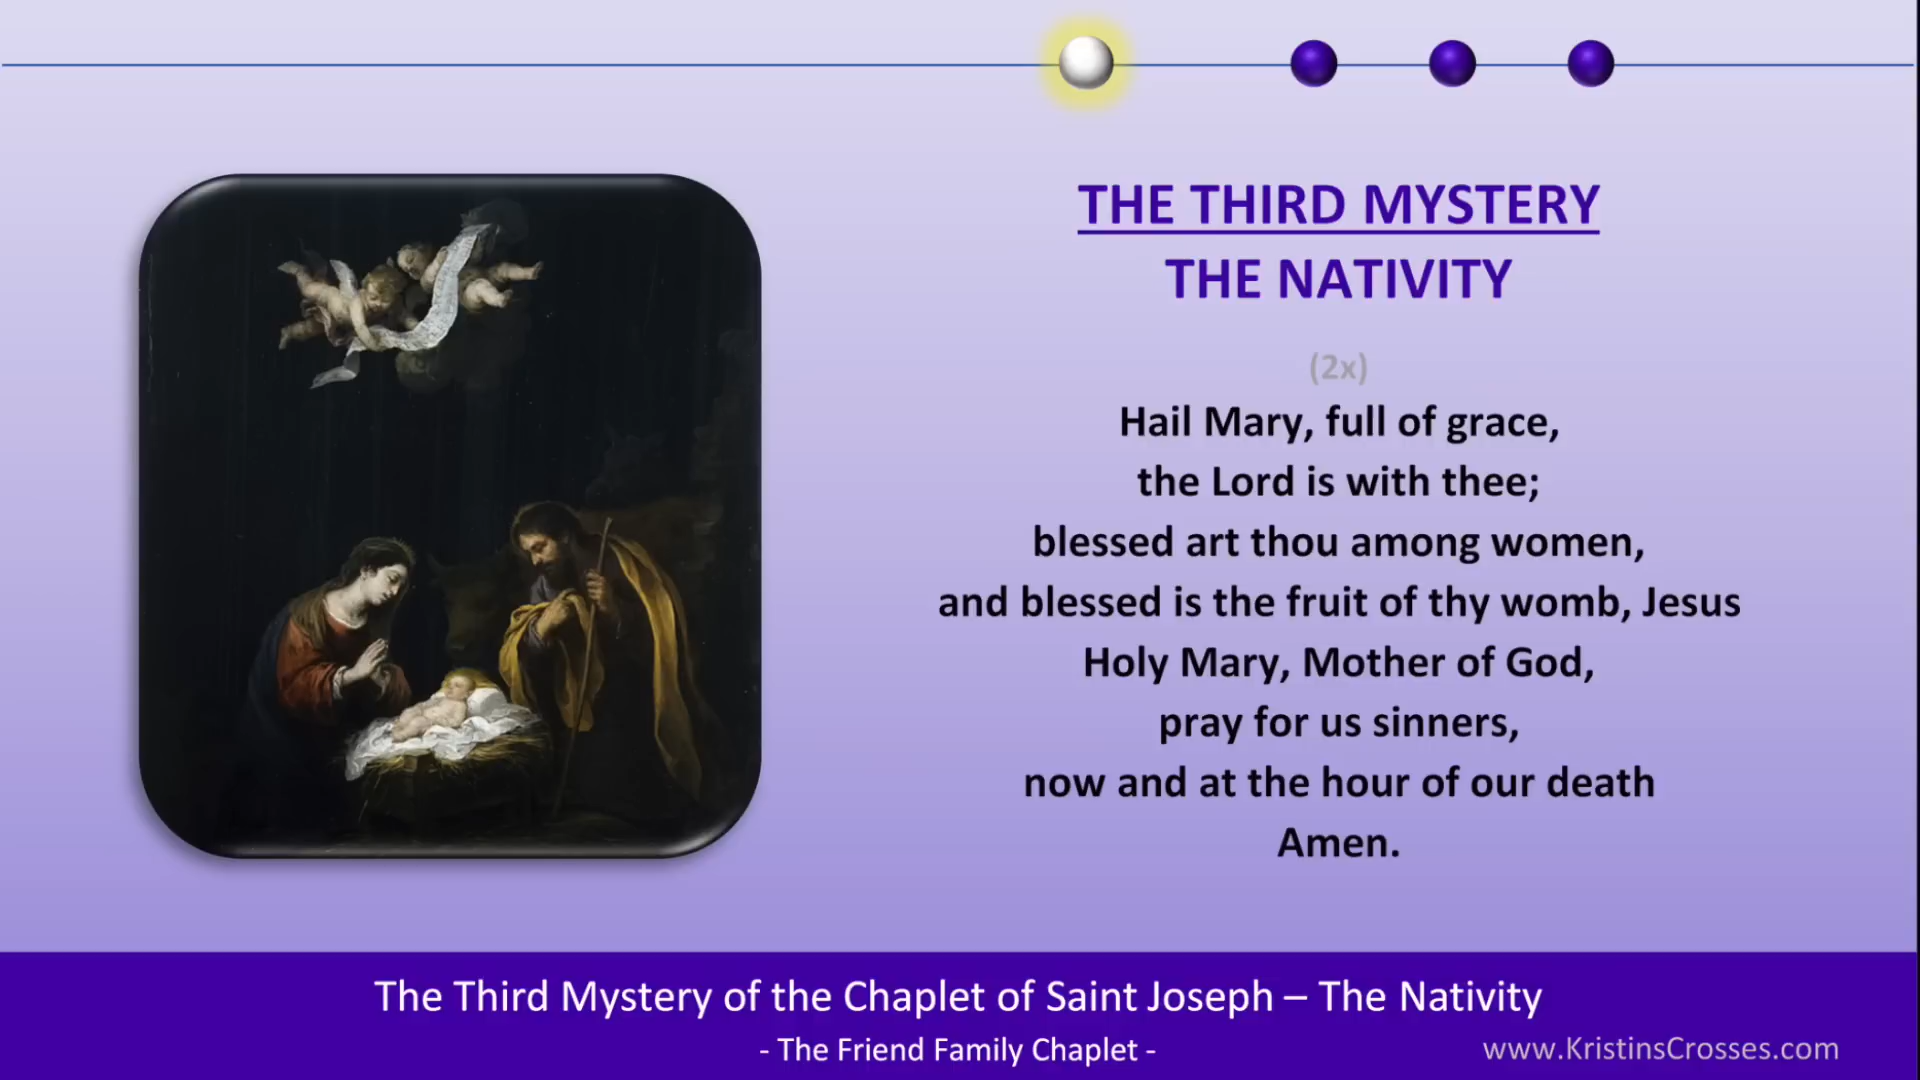 THE THIRD MYSTERY
THE NATIVITY
(2x)
Hail Mary, full of grace,
the Lord is with thee;
blessed art thou among women,
and blessed is the fruit of thy womb, Jesus
Holy Mary, Mother of God,
pray for us sinners,
now and at the hour of our death
Amen.
The Third Mystery of the Chaplet of Saint Joseph – The Nativity
- The Friend Family Chaplet -
www.KristinsCrosses.com